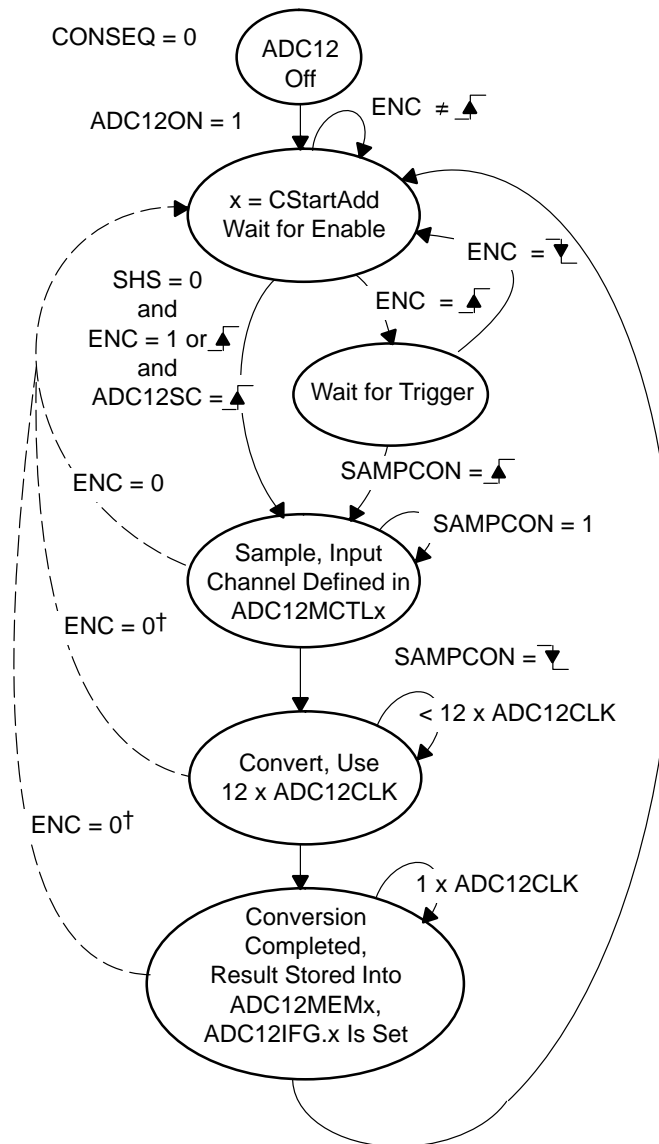 CONSEQ = 0
ADC12
Off
ADC12ON = 1
ENC ≠
x = CStartAdd
Wait for Enable
ENC =
SHS = 0
and
ENC = 1 or
and
ADC12SC =
ENC =
Wait for Trigger
SAMPCON =
ENC = 0
SAMPCON = 1
Sample, Input
Channel Defined in
ADC12MCTLx
ENC = 0†
SAMPCON =
< 12 x ADC12CLK
Convert, Use
12 x ADC12CLK
ENC = 0†
1 x ADC12CLK
Conversion
Completed,
Result Stored Into
ADC12MEMx,
ADC12IFG.x Is Set